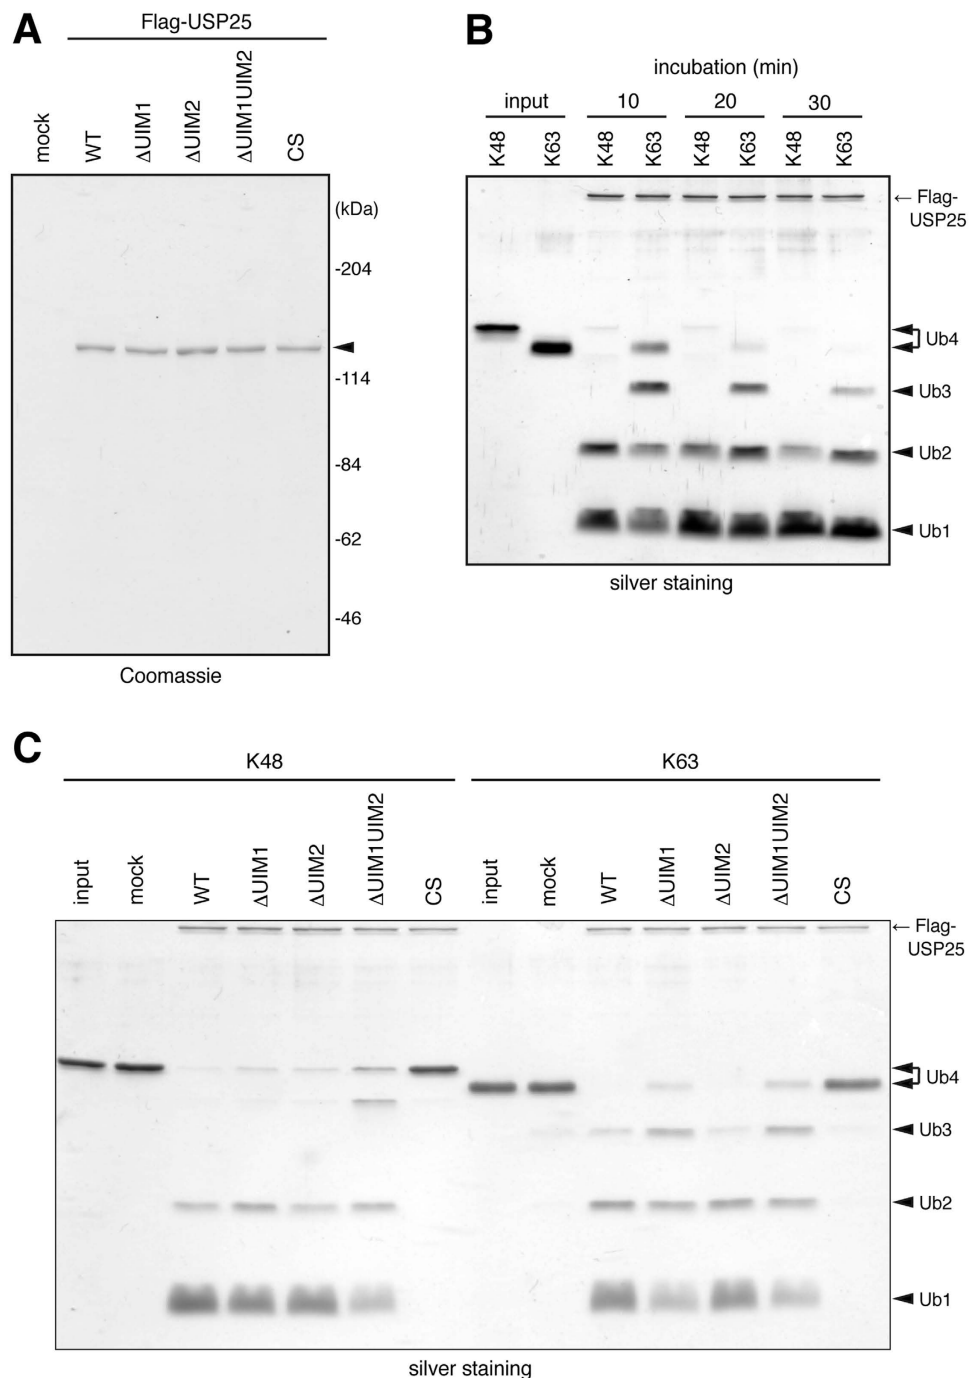 A
Flag-USP25
mock
WT
ΔUIM1
ΔUIM2
ΔUIM1UIM2
CS
(kDa)
-204
-114
-84
-62
-46
Coomassie
B
incubation (min)
input 10 20 30
K48 K63 K48 K63 K48 K63 K48 K63
← Flag-
USP25
Ub4
Ub3
Ub2
Ub1
silver staining
C
K48 K63
input mock WT ΔUIM1 ΔUIM2 ΔUIM1UIM2 CS input mock WT ΔUIM1 ΔUIM2 ΔUIM1UIM2 CS
← Flag-
USP25
Ub4
Ub3
Ub2
Ub1
silver staining